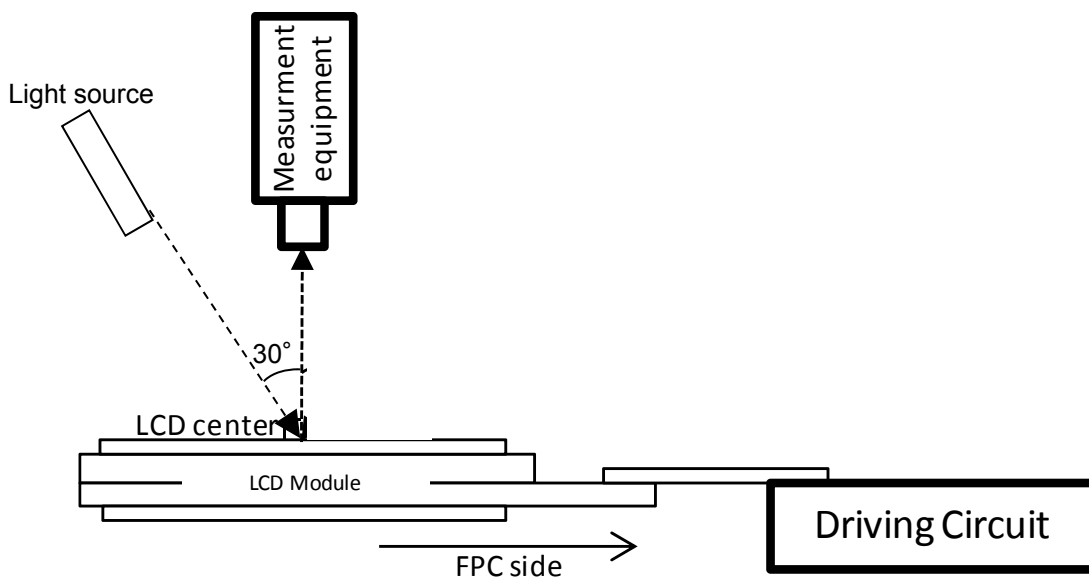 Measurment
equipment
Light source
30°
LCD center
LCD Module
Driving Circuit
FPC side